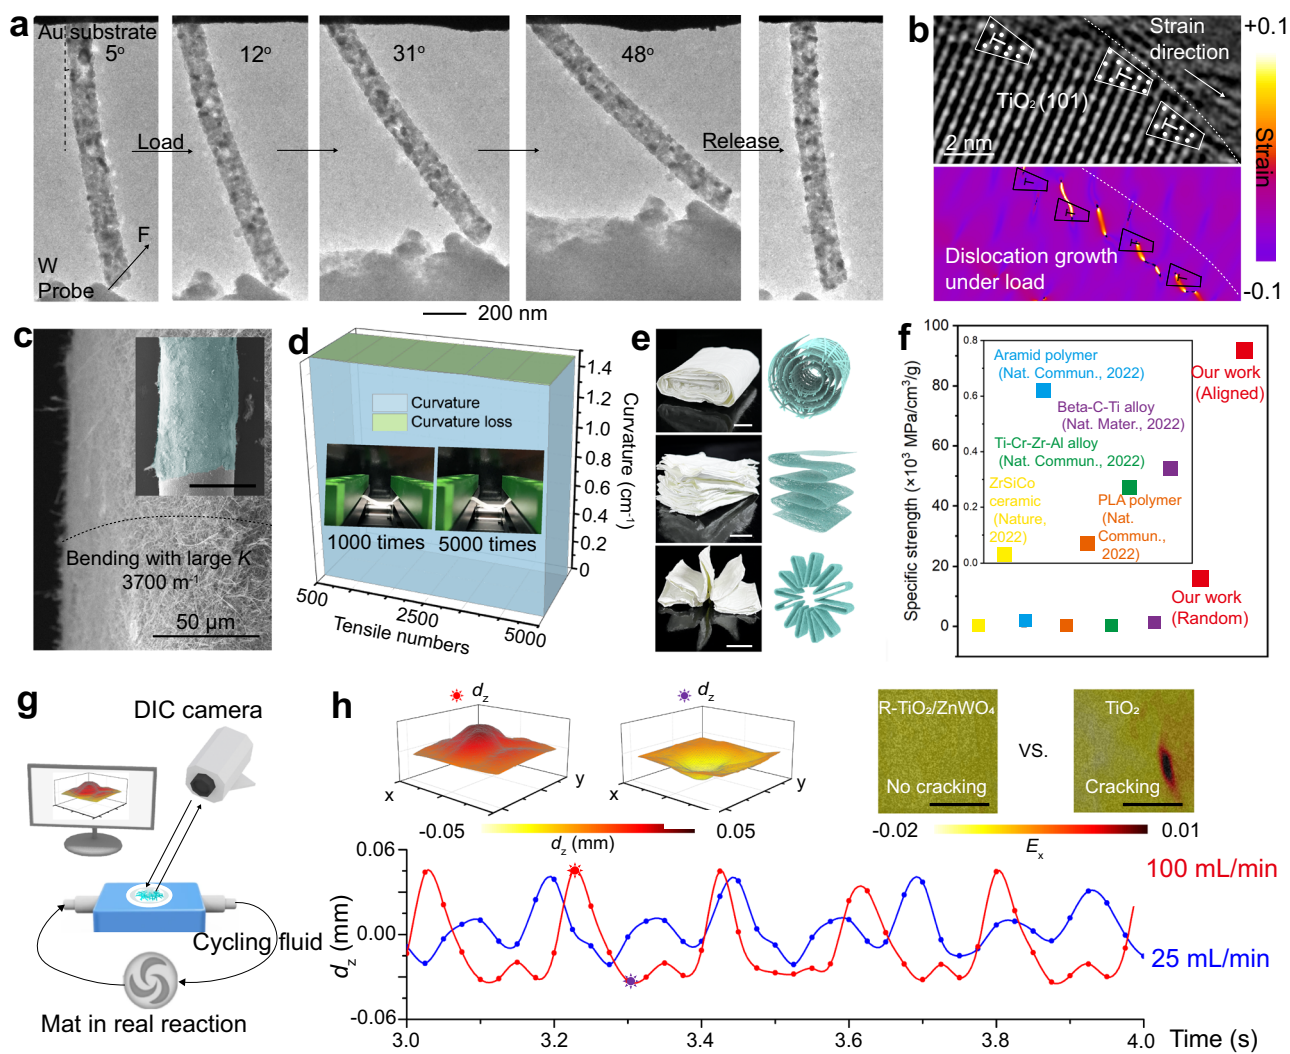 a
Au substrate
5°
12°
31°
48°
Load
Release
F
W
Probe
200 nm
b
Strain
direction
TiO₂ (101)
2 nm
T
T
T
+0.1
Strain
-0.1
T
T
T
T
Dislocation growth
under load
c
Bending with large K
3700 m⁻¹
50 μm
d
Curvature
Curvature loss
1000 times
5000 times
1.4
1.2
1.0
0.8
0.6
0.4
0.2
0
Curvature (cm⁻¹)
500
2500
5000
Tensile numbers
e
f
100
80
60
40
20
0
Specific strength (×10³ MPa/cm³/g)
0.8
0.6
0.4
0.2
0.0
Aramid polymer
(Nat. Commun., 2022)
Beta-C-Ti alloy
(Nat. Mater., 2022)
Ti-Cr-Zr-Al alloy
(Nat. Commun., 2022)
ZrSiCo
ceramic
(Nature,
2022)
PLA polymer
(Nat.
Commun.,
2022)
Our work
(Aligned)
Our work
(Random)
g
DIC camera
Cycling fluid
Mat in real reaction
h
d_z
d_z
x
y
x
y
-0.05
0.05
d_z (mm)
R-TiO₂/ZnWO₄
No cracking
VS.
TiO₂
Cracking
-0.02
0.01
E_x
0.06
0.00
-0.06
d_z (mm)
100 mL/min
25 mL/min
3.0
3.2
3.4
3.6
3.8
4.0
Time (s)